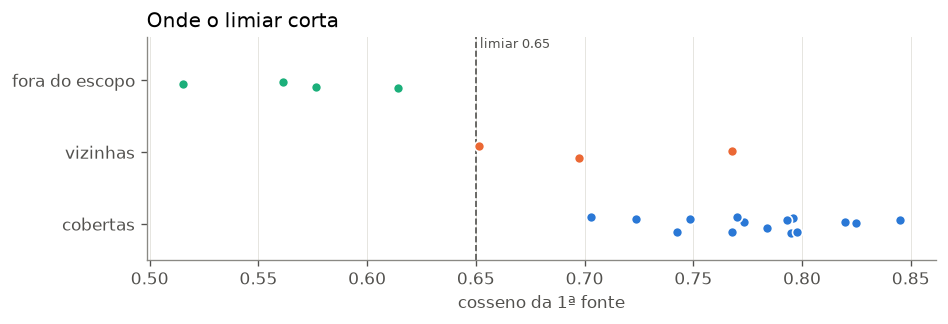 Onde o limiar corta
limiar 0.65
fora do escopo
vizinhas
cobertas
0.50 0.55 0.60 0.65 0.70 0.75 0.80 0.85
cosseno da 1ª fonte